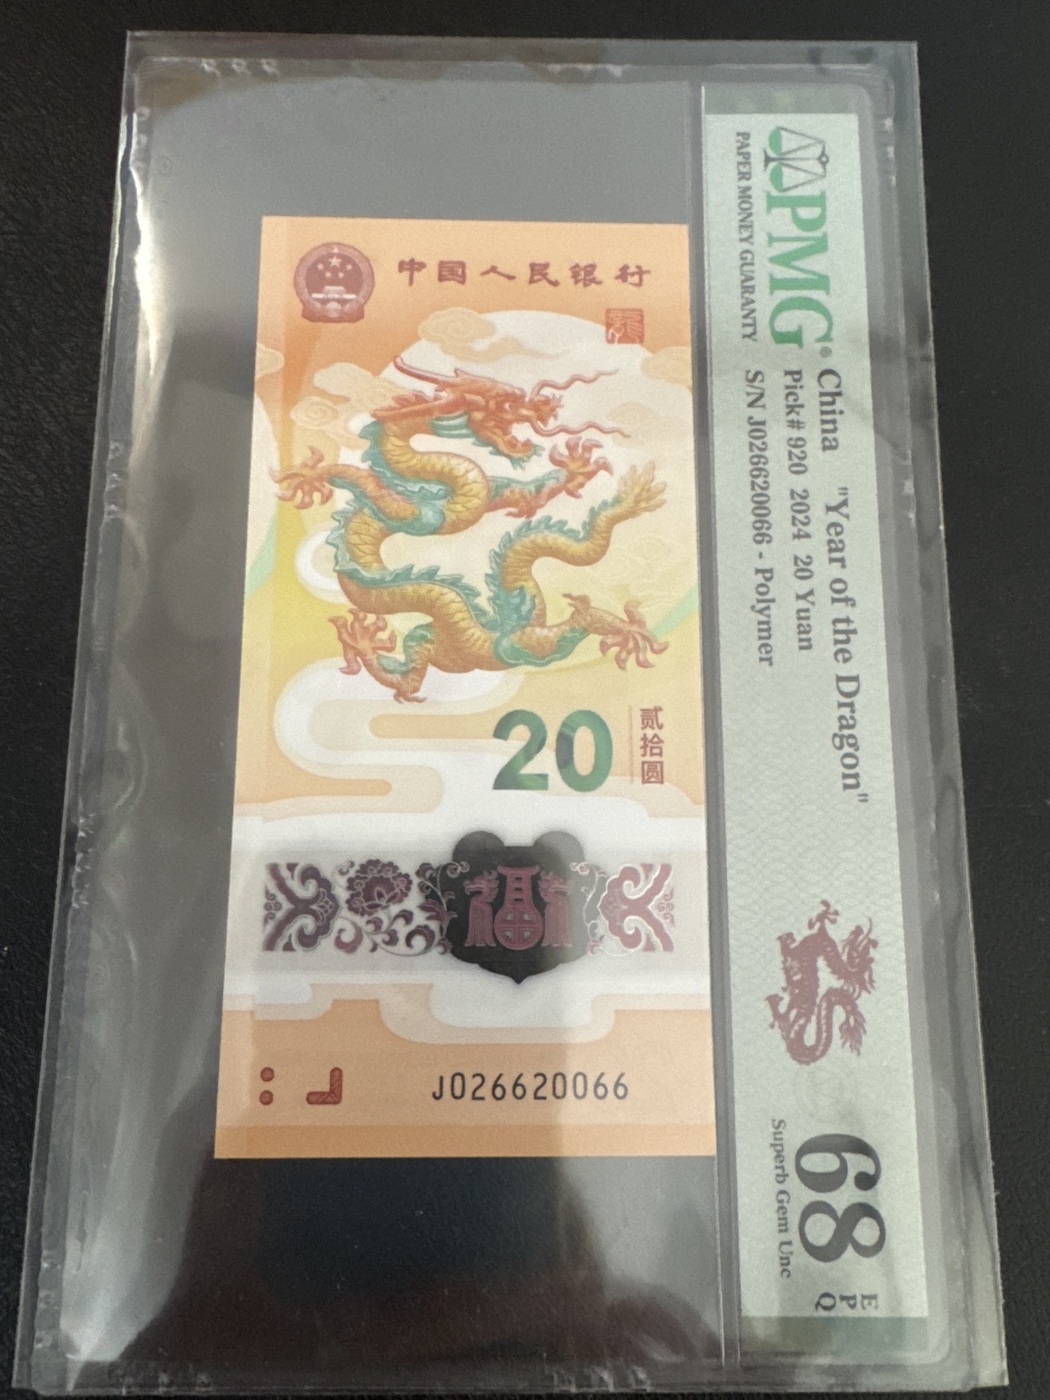 中国人民银行
20
贰拾圆
福
J026620066
PMG®
PAPER MONEY GUARANTY
China "Year of the Dragon"
Pick# 920 2024 20 Yuan
S/N J026620066 - Polymer
68
EPQ
Superb Gem Unc